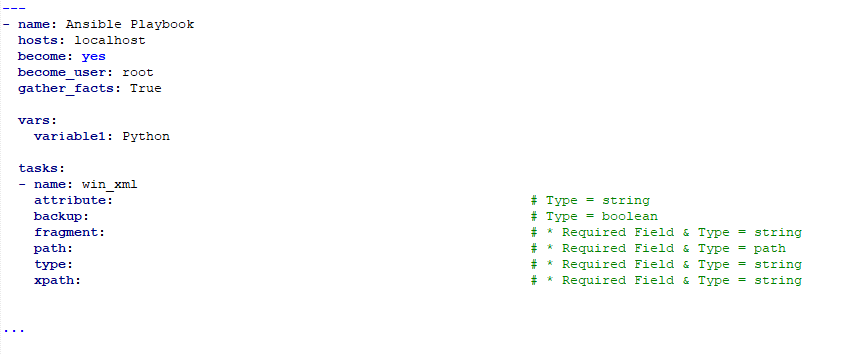 ---
- name: Ansible Playbook
  hosts: localhost
  become: yes
  become_user: root
  gather_facts: True
  vars:
    variable1: Python
  tasks:
  - name: win_xml
    attribute: # Type = string
    backup: # Type = boolean
    fragment: # * Required Field & Type = string
    path: # * Required Field & Type = path
    type: # * Required Field & Type = string
    xpath: # * Required Field & Type = string
...